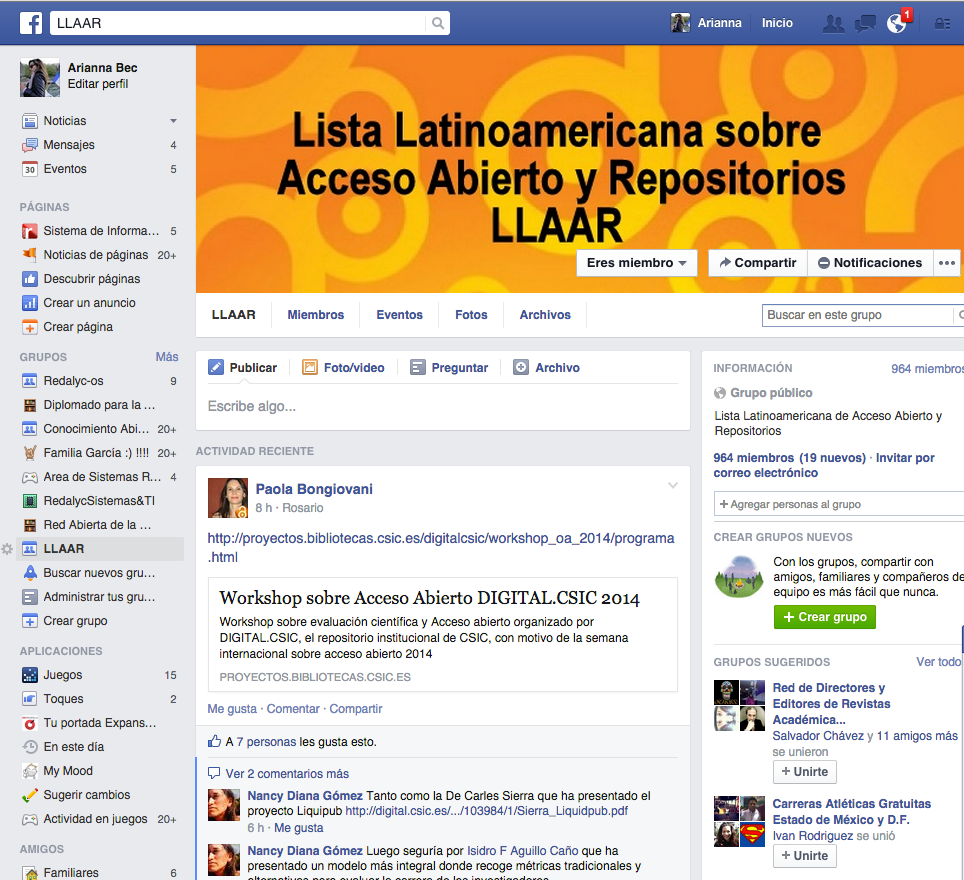 LLAAR
Arianna
Inicio
1
Arianna Bec
Editar perfil
Noticias
Mensajes 4
30 Eventos 5
PÁGINAS
Sistema de Informa... 5
Noticias de páginas 20+
Descubrir páginas
Crear un anuncio
Crear página
GRUPOS Más
Redalyc-os 9
Diplomado para la ...
Conocimiento Abi... 20+
Familia García :) !!!! 20+
Area de Sistemas R... 4
RedalycSistemas&TI
Red Abierta de la ...
LLAAR
Buscar nuevos gru...
Administrar tus gru...
Crear grupo
APLICACIONES
Juegos 15
Toques 2
Tu portada Expans...
En este día
My Mood
Sugerir cambios
Actividad en juegos 20+
AMIGOS
Familiares 6
Lista Latinoamericana sobre
Acceso Abierto y Repositorios
LLAAR
Eres miembro
Compartir
Notificaciones
LLAAR Miembros Eventos Fotos Archivos
Buscar en este grupo
Publicar Foto/video Preguntar Archivo
Escribe algo...
ACTIVIDAD RECIENTE
Paola Bongiovani
8 h · Rosario
http://proyectos.bibliotecas.csic.es/digitalcsic/workshop_oa_2014/programa
.html
Workshop sobre Acceso Abierto DIGITAL.CSIC 2014
Workshop sobre evaluación científica y Acceso abierto organizado por
DIGITAL.CSIC, el repositorio institucional de CSIC, con motivo de la semana
internacional sobre acceso abierto 2014
PROYECTOS.BIBLIOTECAS.CSIC.ES
Me gusta · Comentar · Compartir
A 7 personas les gusta esto.
Ver 2 comentarios más
Nancy Diana Gómez Tanto como la De Carles Sierra que ha presentado el
proyecto Liquipub http://digital.csic.es/.../103984/1/Sierra_Liquidpub.pdf
6 h · Me gusta
Nancy Diana Gómez Luego seguría por Isidro F Aguillo Caño que ha
presentado un modelo más integral donde recoge métricas tradicionales y
alternativas para evaluar la carrera de los investigadores.
INFORMACIÓN 964 miembros
Grupo público
Lista Latinoamericana de Acceso Abierto y
Repositorios
964 miembros (19 nuevos) · Invitar por
correo electrónico
+ Agregar personas al grupo
CREAR GRUPOS NUEVOS
Con los grupos, compartir con
amigos, familiares y compañeros de
equipo es más fácil que nunca.
+ Crear grupo
GRUPOS SUGERIDOS Ver todo
Red de Directores y
Editores de Revistas
Académica...
Salvador Chávez y 11 amigos más
se unieron
+ Unirte
Carreras Atléticas Gratuitas
Estado de México y D.F.
Ivan Rodriguez se unió
+ Unirte